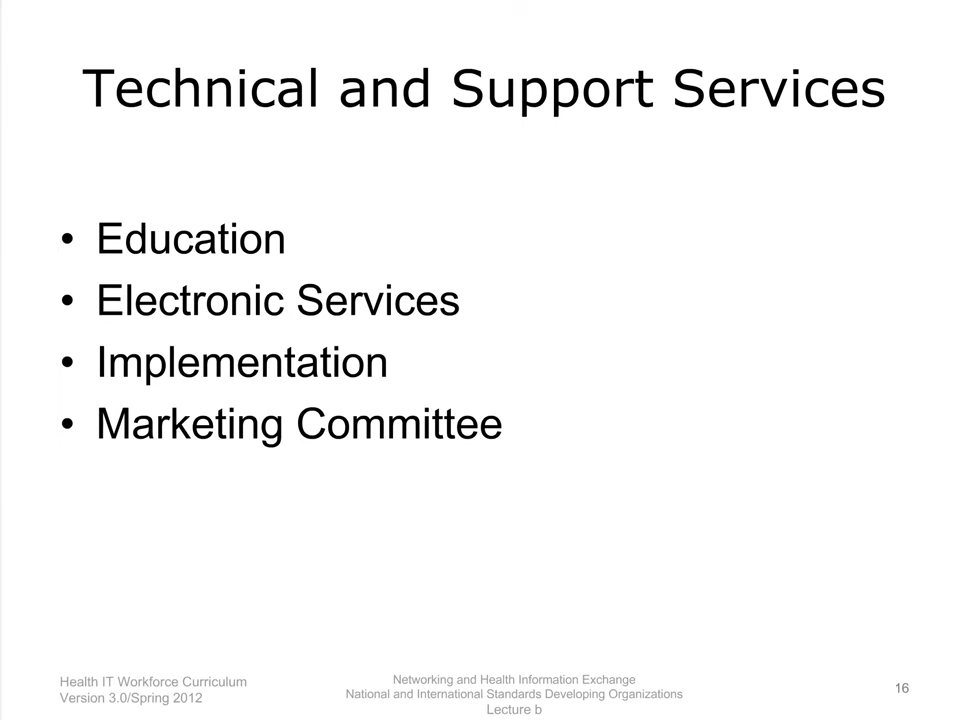 Technical and Support Services
• Education
• Electronic Services
• Implementation
• Marketing Committee
Health IT Workforce Curriculum
Version 3.0/Spring 2012
Networking and Health Information Exchange
National and International Standards Developing Organizations
Lecture b
16